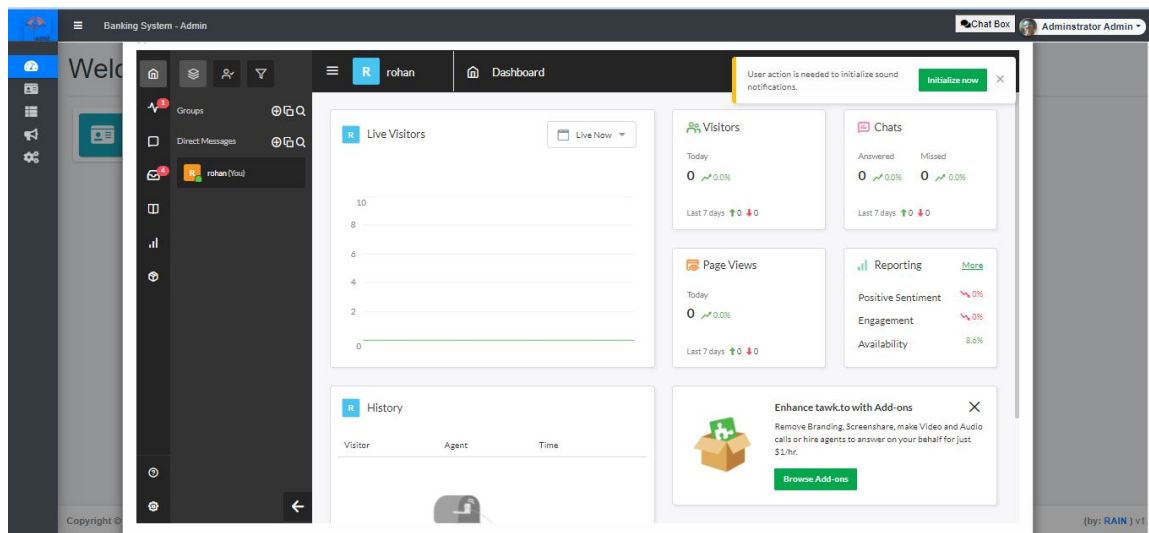 Banking System - Admin
Chat Box
Adminstrator Admin
Welc
R rohan
Dashboard
User action is needed to initialize sound
notifications.
Initialize now
1
Groups
Direct Messages
4
R rohan (You)
R Live Visitors
Live Now
10
8
6
4
2
0
Visitors
Today
0 0.0%
Last 7 days 0 0
Chats
Answered Missed
0 0.0% 0 0.0%
Last 7 days 0 0
Page Views
Today
0 0.0%
Last 7 days 0 0
Reporting More
Positive Sentiment 0%
Engagement 0%
Availability 8.6%
R History
Visitor Agent Time
Enhance tawk.to with Add-ons
Remove Branding, Screenshare, make Video and Audio
calls or hire agents to answer on your behalf for just
$1/hr.
Browse Add-ons
Copyright ©
(by: RAIN ) v1.